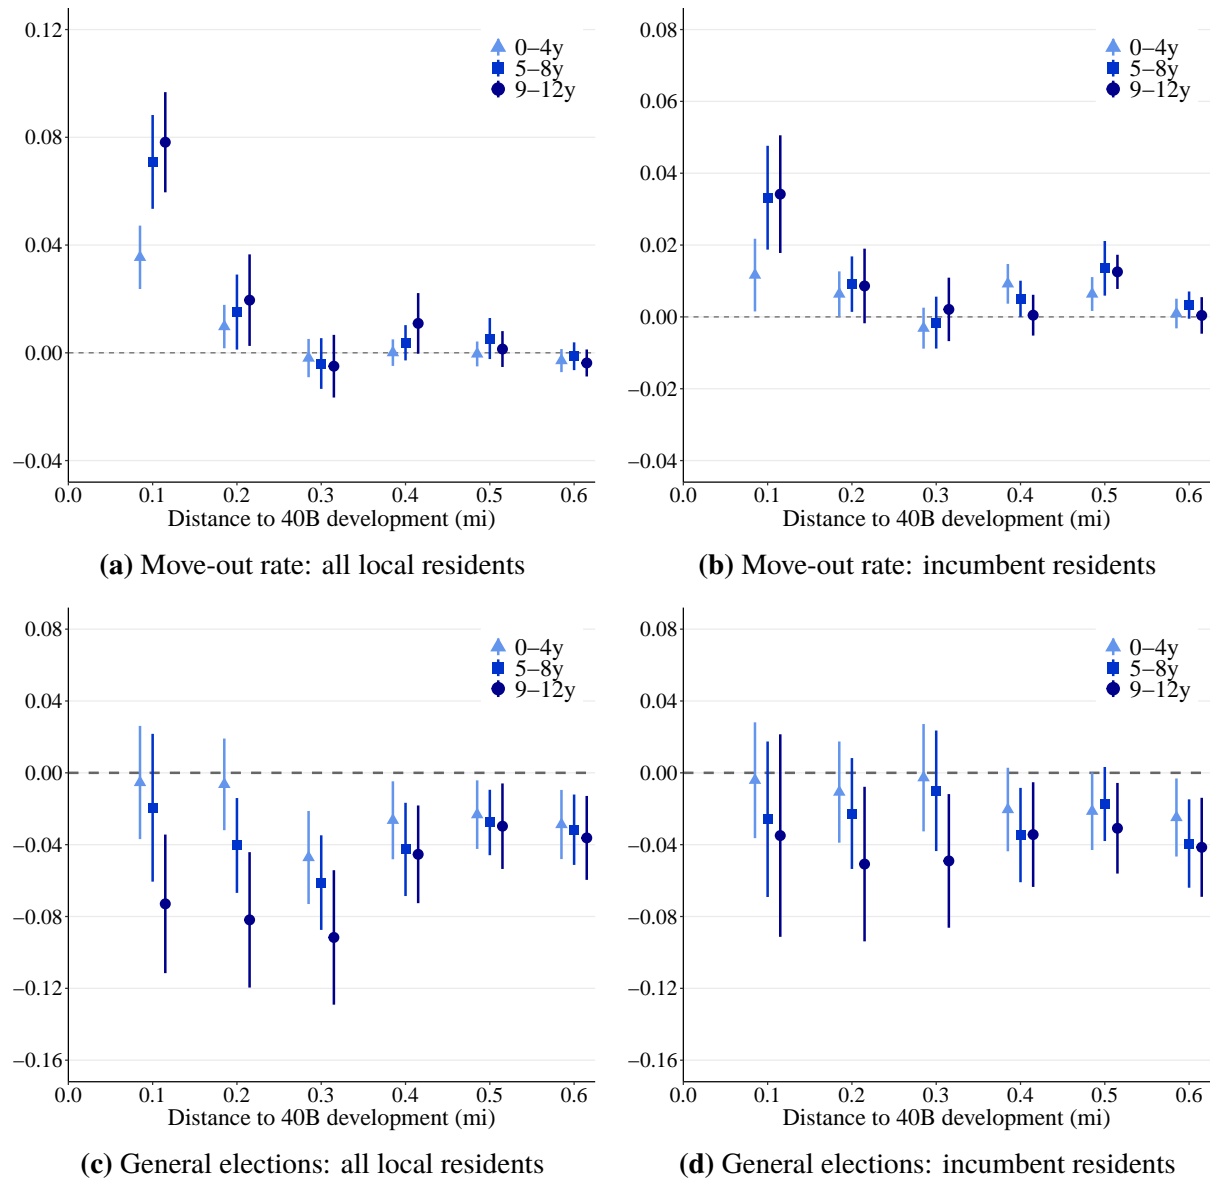 0.12
0.08
0.04
0.00
−0.04
0–4y
5–8y
9–12y
0.0 0.1 0.2 0.3 0.4 0.5 0.6
Distance to 40B development (mi)
(a) Move-out rate: all local residents
0.08
0.06
0.04
0.02
0.00
−0.02
−0.04
0–4y
5–8y
9–12y
0.0 0.1 0.2 0.3 0.4 0.5 0.6
Distance to 40B development (mi)
(b) Move-out rate: incumbent residents
0.08
0.04
0.00
−0.04
−0.08
−0.12
−0.16
0–4y
5–8y
9–12y
0.0 0.1 0.2 0.3 0.4 0.5 0.6
Distance to 40B development (mi)
(c) General elections: all local residents
0.08
0.04
0.00
−0.04
−0.08
−0.12
−0.16
0–4y
5–8y
9–12y
0.0 0.1 0.2 0.3 0.4 0.5 0.6
Distance to 40B development (mi)
(d) General elections: incumbent residents